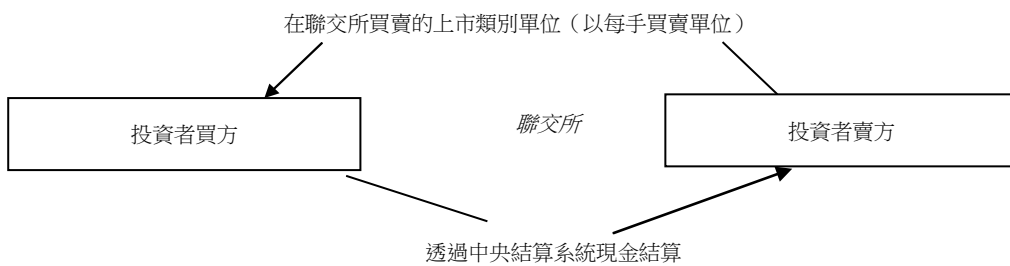 在聯交所買賣的上市類別單位（以每手買賣單位）
投資者買方
聯交所
投資者賣方
透過中央結算系統現金結算